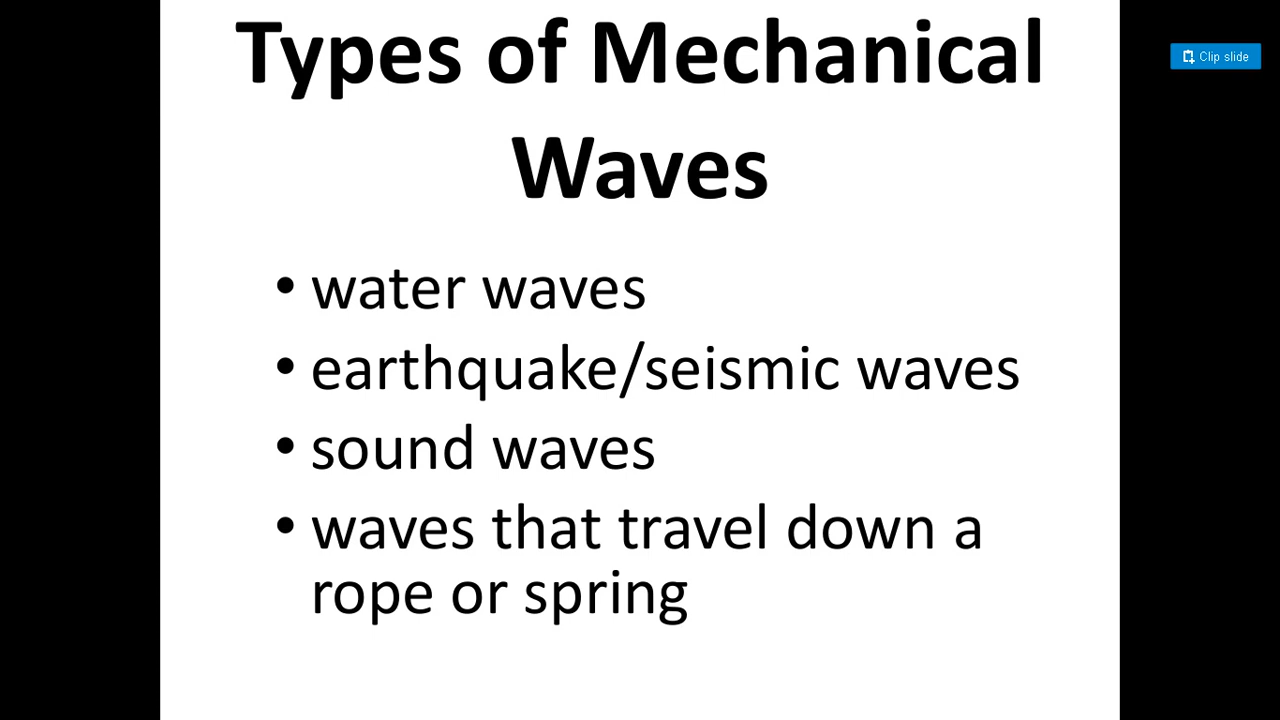 Types of Mechanical
Waves
Clip slide
• water waves
• earthquake/seismic waves
• sound waves
• waves that travel down a
rope or spring